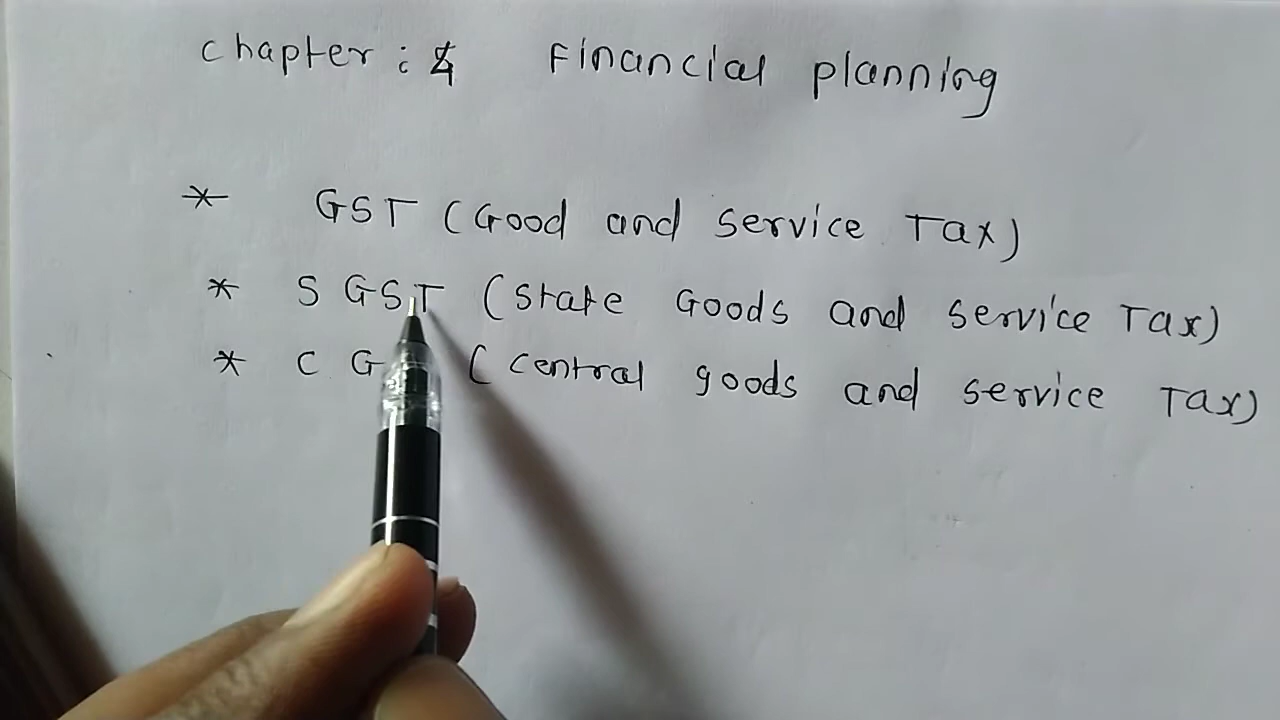 Chapter : 4 Financial planning
* GST (Good and service Tax)
* S GST (State Goods and service Tax)
* C G (Central goods and service Tax)